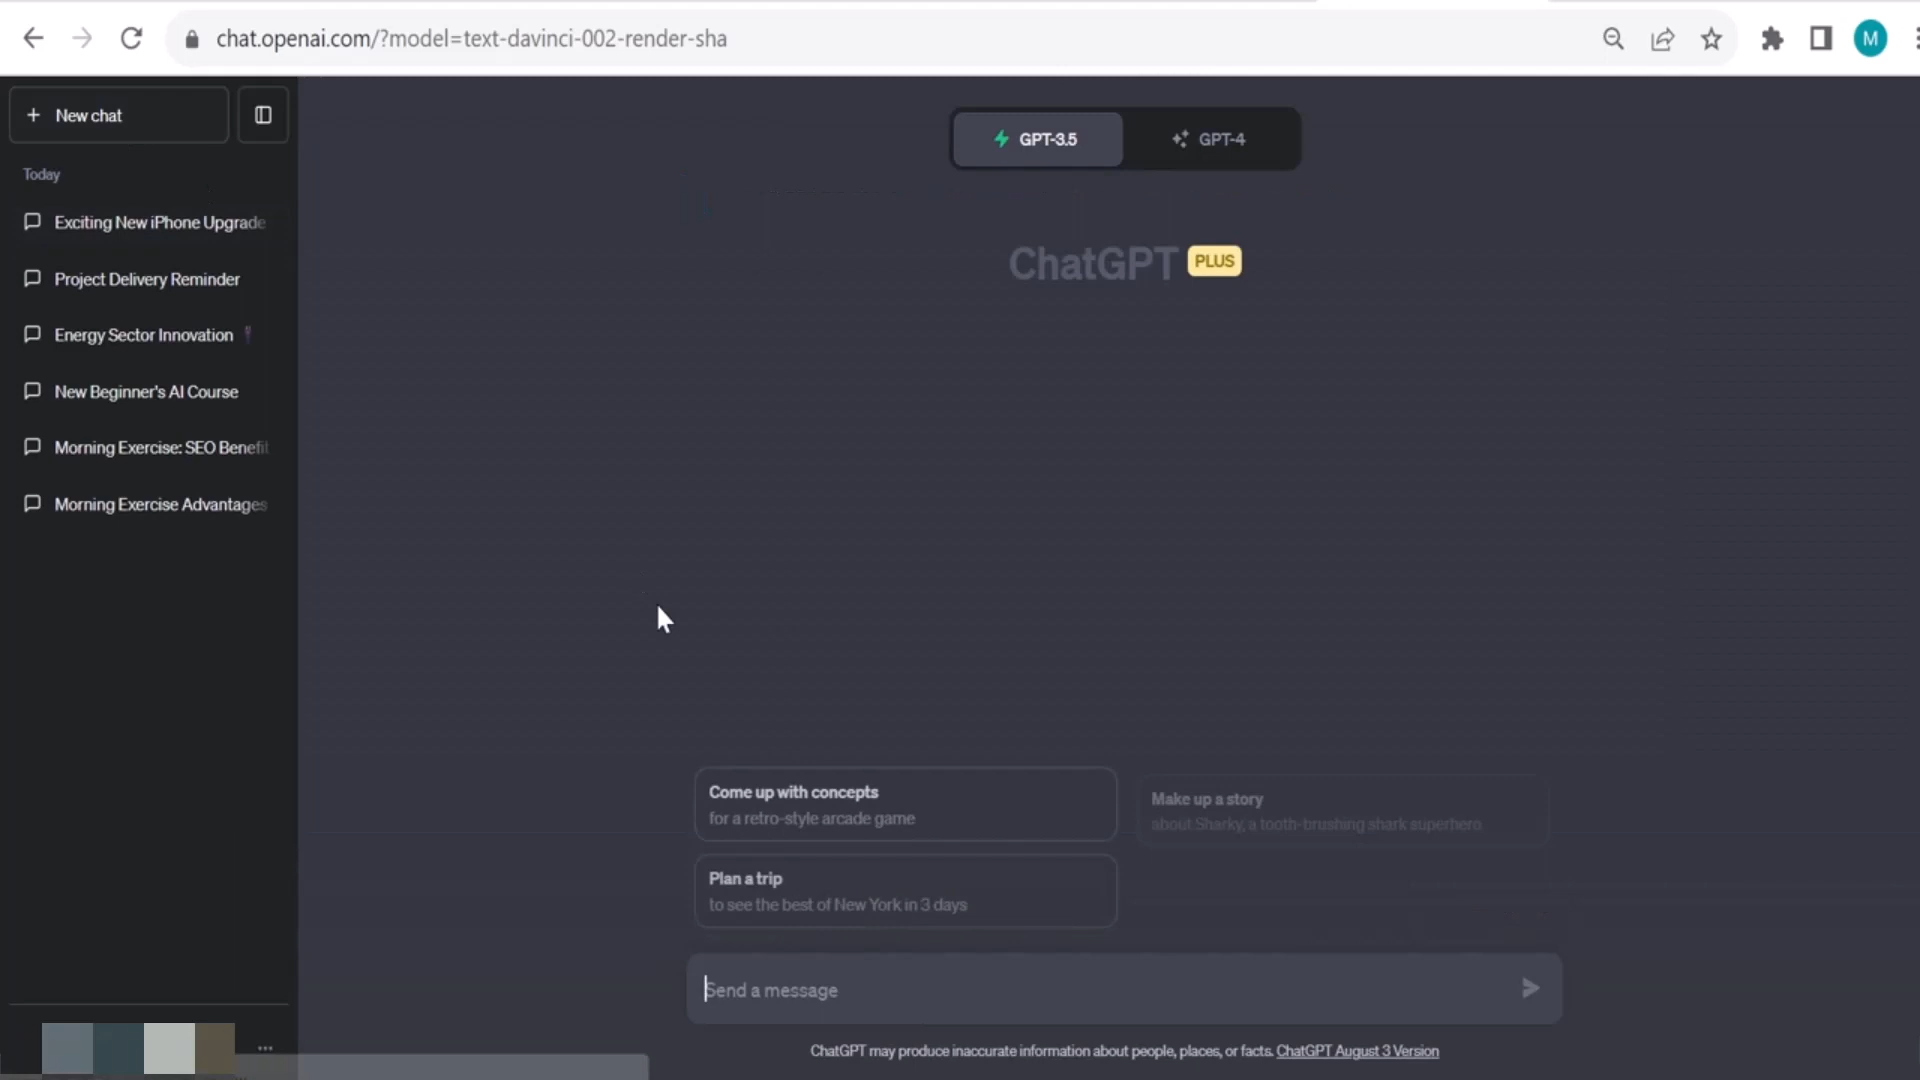 chat.openai.com/?model=text-davinci-002-render-sha
M
New chat
GPT-3.5
GPT-4
Today
Exciting New iPhone Upgrade
ChatGPT PLUS
Project Delivery Reminder
Energy Sector Innovation
New Beginner's AI Course
Morning Exercise: SEO Benefit
Morning Exercise Advantages
Come up with concepts
for a retro-style arcade game
Make up a story
about Sharky, a tooth-brushing shark superhero
Plan a trip
to see the best of New York in 3 days
Send a message
ChatGPT may produce inaccurate information about people, places, or facts. ChatGPT August 3 Version